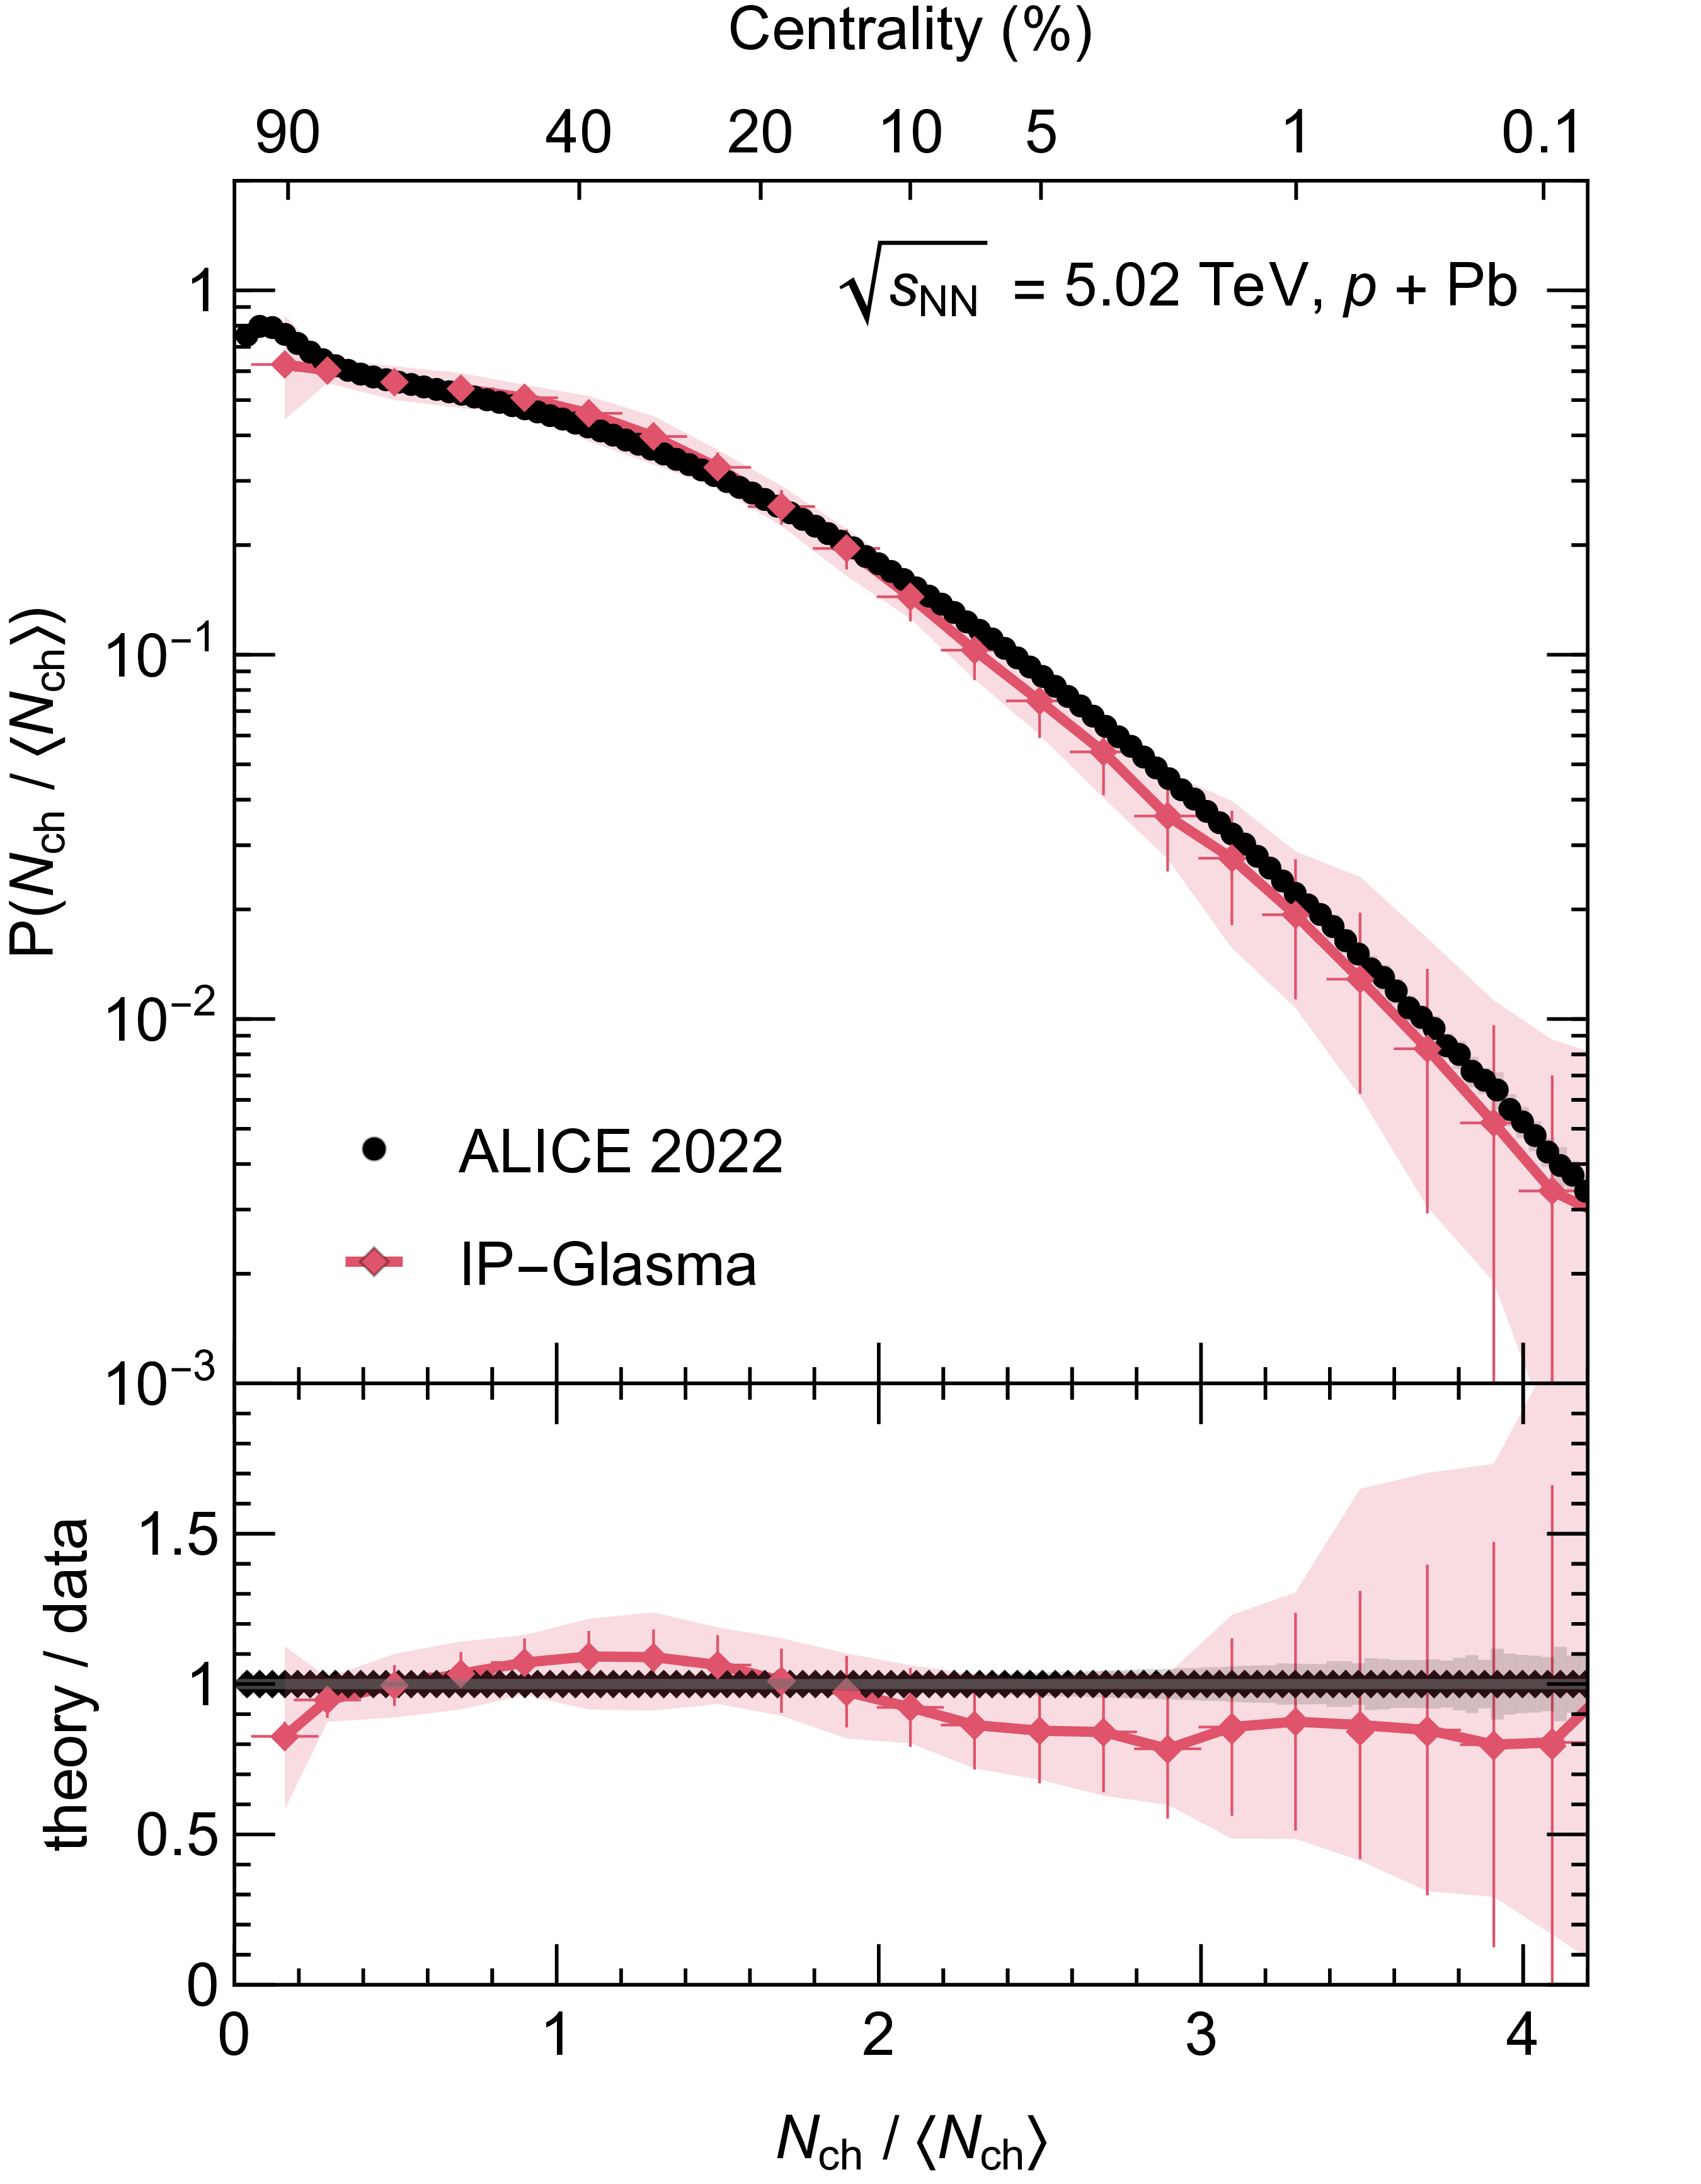 Centrality (%)
90 40 20 10 5 1 0.1
√sNN = 5.02 TeV, p + Pb
1
10−1
10−2
10−3
P(Nch / ⟨Nch⟩)
ALICE 2022
IP−Glasma
1.5
1
0.5
0
theory / data
0 1 2 3 4
Nch / ⟨Nch⟩